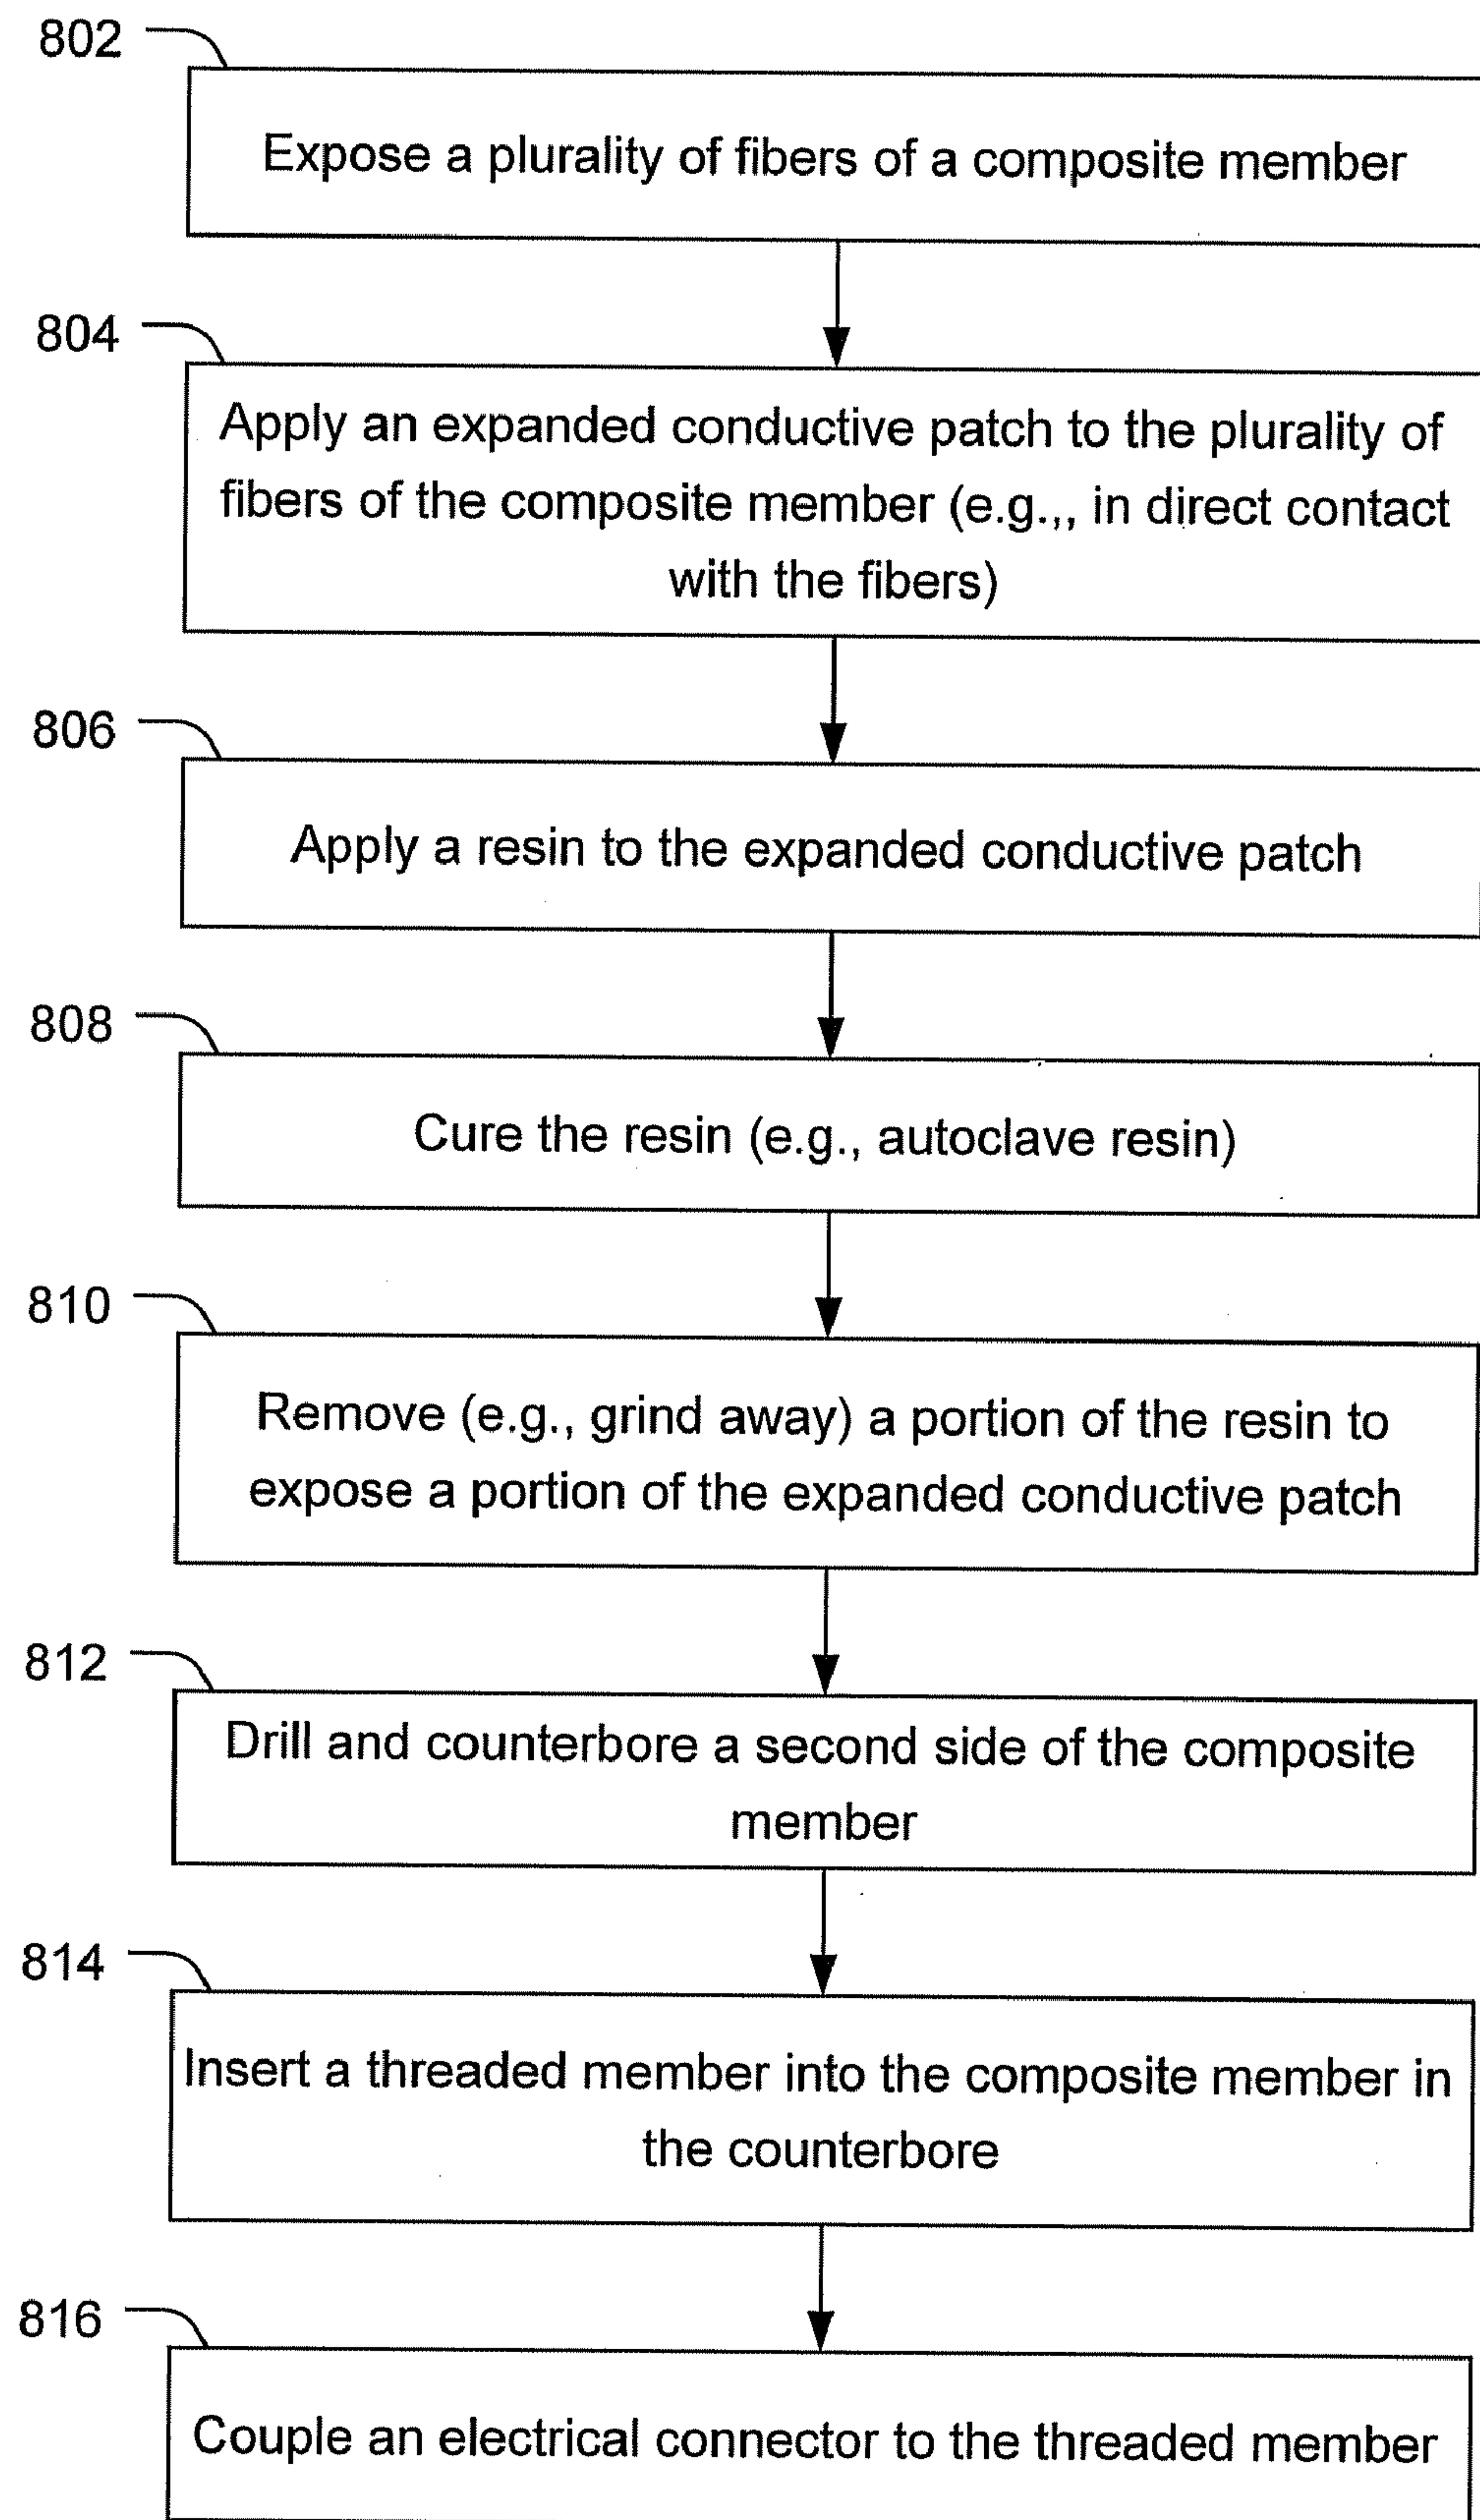 802
Expose a plurality of fibers of a composite member
804
Apply an expanded conductive patch to the plurality of
fibers of the composite member (e.g.,, in direct contact
with the fibers)
806
Apply a resin to the expanded conductive patch
808
Cure the resin (e.g., autoclave resin)
810
Remove (e.g., grind away) a portion of the resin to
expose a portion of the expanded conductive patch
812
Drill and counterbore a second side of the composite
member
814
Insert a threaded member into the composite member in
the counterbore
816
Couple an electrical connector to the threaded member